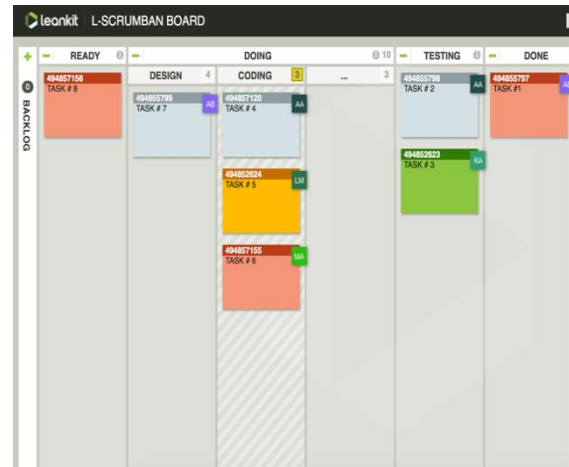 leankit L-SCRUMBAN BOARD
READY
DOING
10
TESTING
DONE
0
BACKLOG
DESIGN 4
CODING 3
... 3
494857156
TASK # 8
494855799
TASK # 7
AB
494857120
TASK # 4
AA
494852624
TASK # 5
LM
494857155
TASK # 6
MA
494855798
TASK # 2
AA
494852623
TASK # 3
KA
494855797
TASK #1